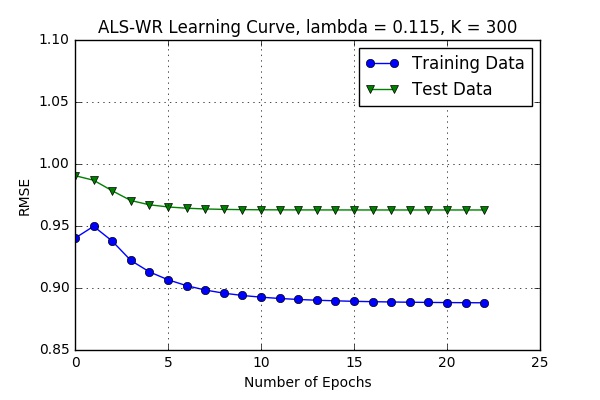 ALS-WR Learning Curve, lambda = 0.115, K = 300
1.10
1.05
1.00
0.95
0.90
0.85
RMSE
Training Data
Test Data
0 5 10 15 20 25
Number of Epochs